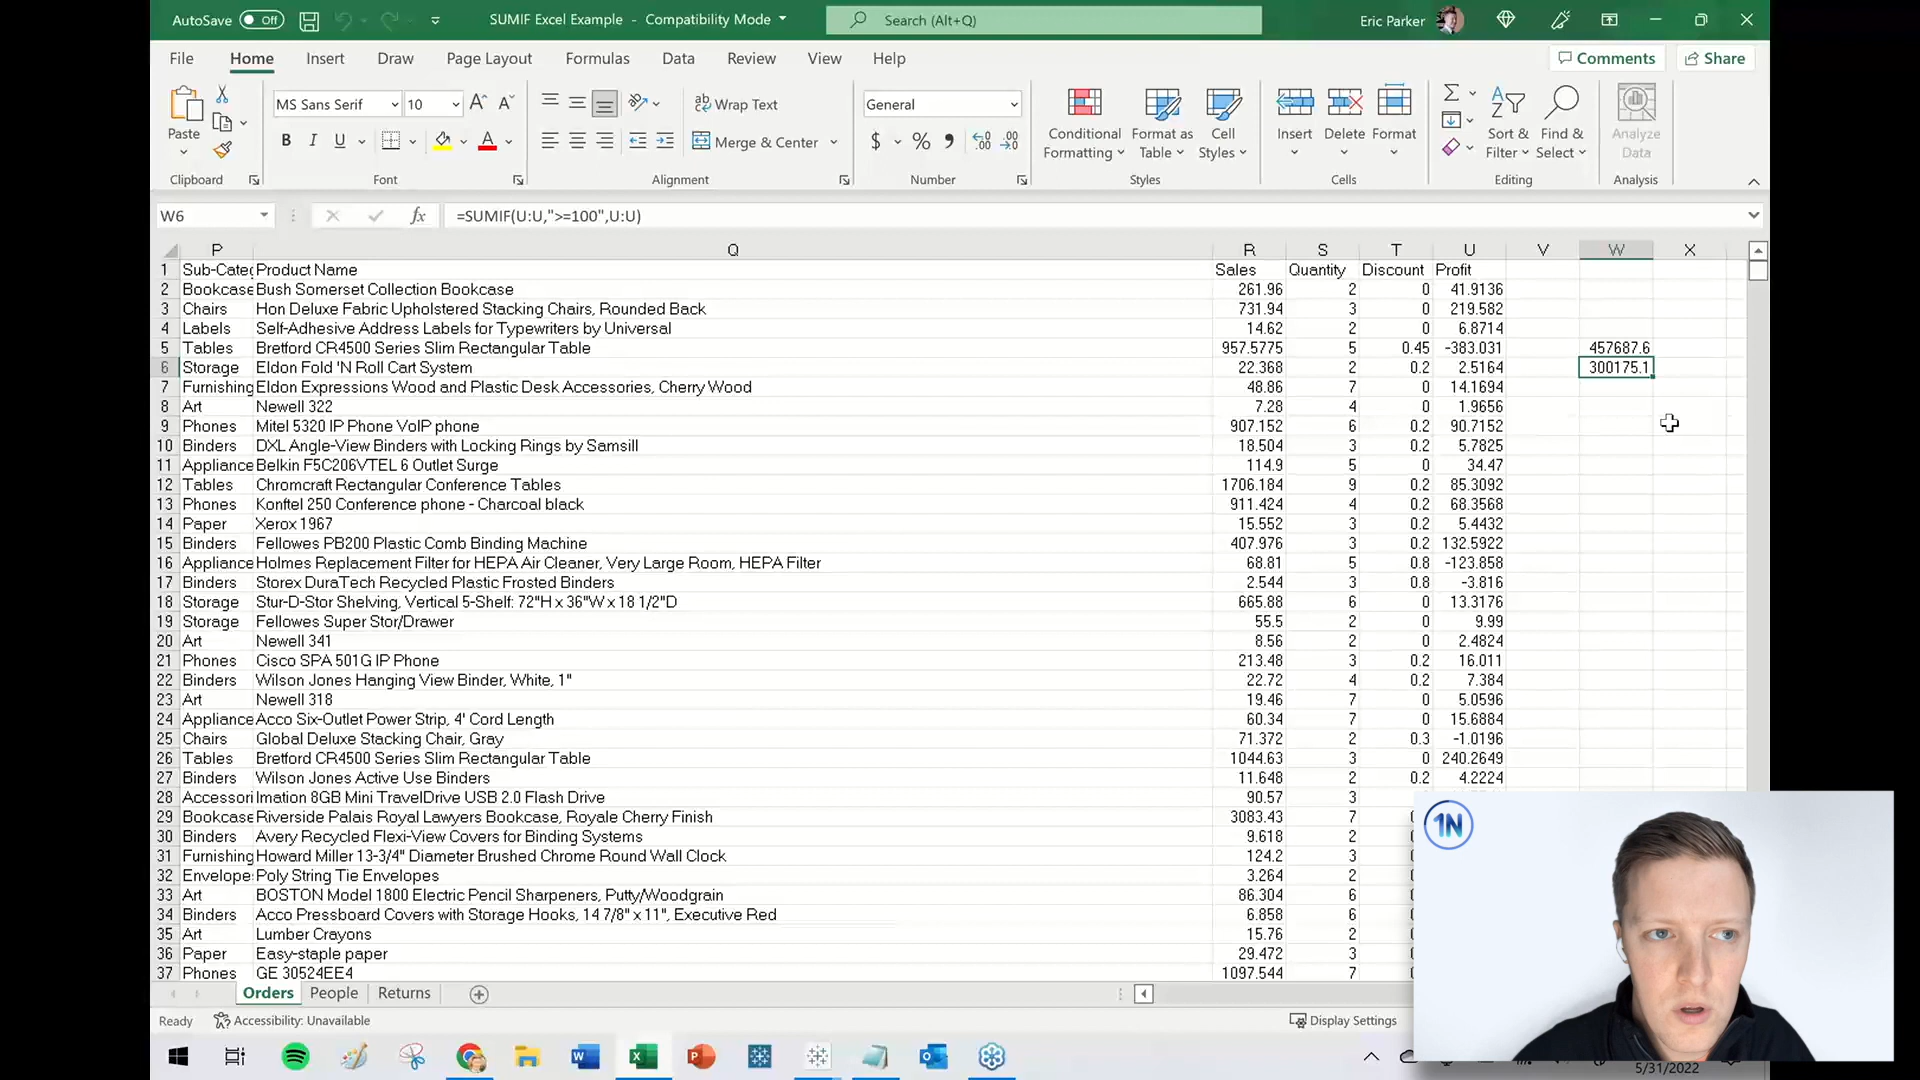 AutoSave Off SUMIF Excel Example - Compatibility Mode Search (Alt+Q) Eric Parker
File Home Insert Draw Page Layout Formulas Data Review View Help Comments Share
MS Sans Serif 10 Wrap Text General
Paste B I U Merge & Center $ % Conditional Formatting Format as Table Cell Styles Insert Delete Format Sort & Filter Find & Select Analyze Data
Clipboard Font Alignment Number Styles Cells Editing Analysis
W6 fx =SUMIF(U:U,">=100",U:U)
P Q R S T U V W X
1 Sub-Cate Product Name Sales Quantity Discount Profit
2 Bookcase Bush Somerset Collection Bookcase 261.96 2 0 41.9136
3 Chairs Hon Deluxe Fabric Upholstered Stacking Chairs, Rounded Back 731.94 3 0 219.582
4 Labels Self-Adhesive Address Labels for Typewriters by Universal 14.62 2 0 6.8714
5 Tables Bretford CR4500 Series Slim Rectangular Table 957.5775 5 0.45 -383.031 457687.6
6 Storage Eldon Fold 'N Roll Cart System 22.368 2 0.2 2.5164 300175.1
7 Furnishing Eldon Expressions Wood and Plastic Desk Accessories, Cherry Wood 48.86 7 0 14.1694
8 Art Newell 322 7.28 4 0 1.9656
9 Phones Mitel 5320 IP Phone VoIP phone 907.152 6 0.2 90.7152
10 Binders DXL Angle-View Binders with Locking Rings by Samsill 18.504 3 0.2 5.7825
11 Appliance Belkin F5C206VTEL 6 Outlet Surge 114.9 5 0 34.47
12 Tables Chromcraft Rectangular Conference Tables 1706.184 9 0.2 85.3092
13 Phones Konftel 250 Conference phone - Charcoal black 911.424 4 0.2 68.3568
14 Paper Xerox 1967 15.552 3 0.2 5.4432
15 Binders Fellowes PB200 Plastic Comb Binding Machine 407.976 3 0.2 132.5922
16 Appliance Holmes Replacement Filter for HEPA Air Cleaner, Very Large Room, HEPA Filter 68.81 5 0.8 -123.858
17 Binders Storex DuraTech Recycled Plastic Frosted Binders 2.544 3 0.8 -3.816
18 Storage Stur-D-Stor Shelving, Vertical 5-Shelf: 72"H x 36"W x 18 1/2"D 665.88 6 0 13.3176
19 Storage Fellowes Super Stor/Drawer 55.5 2 0 9.99
20 Art Newell 341 8.56 2 0 2.4824
21 Phones Cisco SPA 501G IP Phone 213.48 3 0.2 16.011
22 Binders Wilson Jones Hanging View Binder, White, 1" 22.72 4 0.2 7.384
23 Art Newell 318 19.46 7 0 5.0596
24 Appliance Acco Six-Outlet Power Strip, 4' Cord Length 60.34 7 0 15.6884
25 Chairs Global Deluxe Stacking Chair, Gray 71.372 2 0.3 -1.0196
26 Tables Bretford CR4500 Series Slim Rectangular Table 1044.63 3 0 240.2649
27 Binders Wilson Jones Active Use Binders 11.648 2 0.2 4.2224
28 Accessori Imation 8GB Mini TravelDrive USB 2.0 Flash Drive 90.57 3
29 Bookcase Riverside Palais Royal Lawyers Bookcase, Royale Cherry Finish 3083.43 7
30 Binders Avery Recycled Flexi-View Covers for Binding Systems 9.618 2
31 Furnishing Howard Miller 13-3/4" Diameter Brushed Chrome Round Wall Clock 124.2 3
32 Envelope Poly String Tie Envelopes 3.264 2
33 Art BOSTON Model 1800 Electric Pencil Sharpeners, Putty/Woodgrain 86.304 6
34 Binders Acco Pressboard Covers with Storage Hooks, 14 7/8" x 11", Executive Red 6.858 6
35 Art Lumber Crayons 15.76 2
36 Paper Easy-staple paper 29.472 3
37 Phones GE 30524EE4 1097.544 7
1N
Orders People Returns
Ready Accessibility: Unavailable Display Settings
5/31/2022